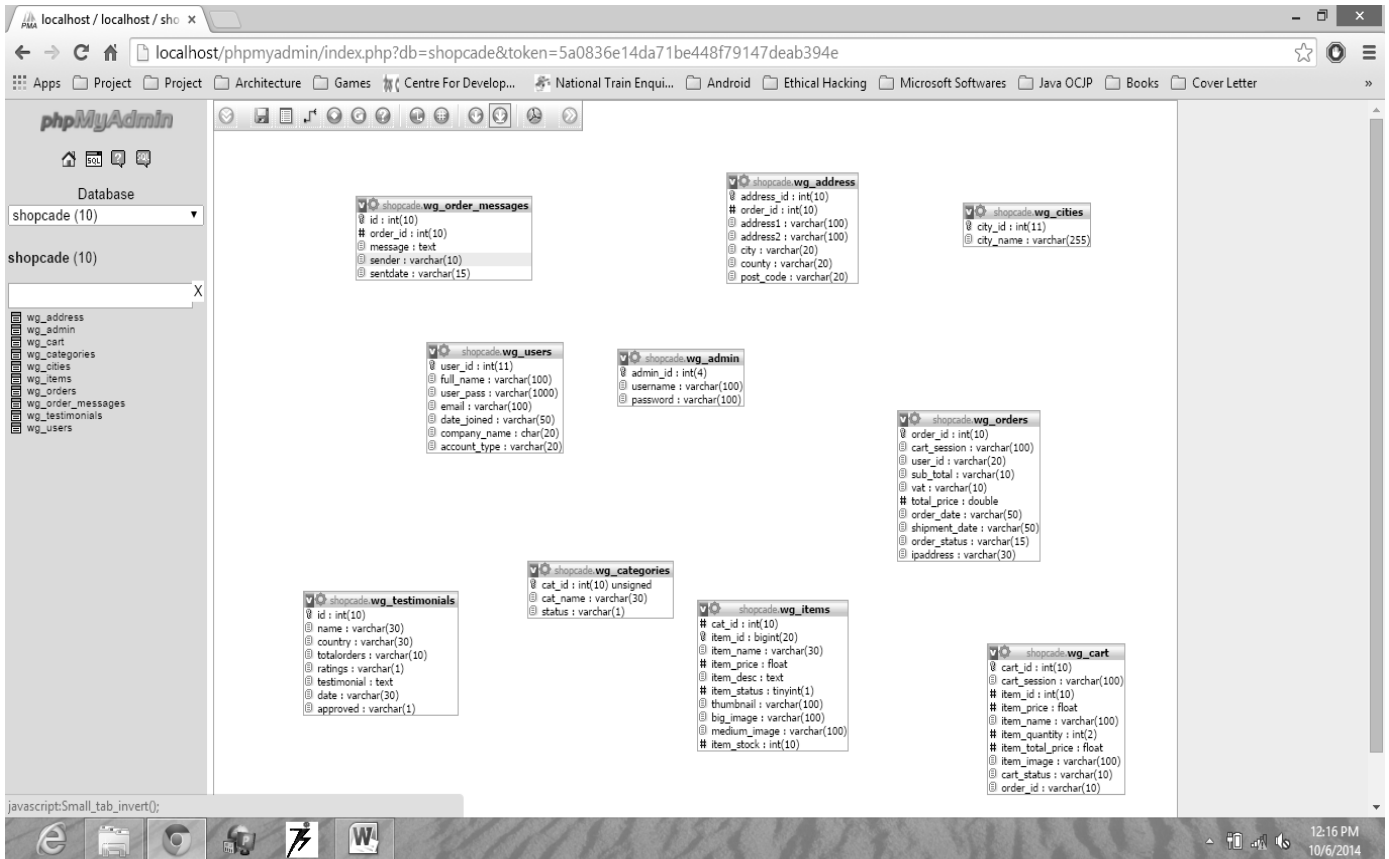 localhost / localhost / sho
localhost/phpmyadmin/index.php?db=shopcade&token=5a0836e14da71be448f79147deab394e
Apps Project Project Architecture Games Centre For Develop... National Train Enqui... Android Ethical Hacking Microsoft Softwares Java OCJP Books Cover Letter »
phpMyAdmin
Database
shopcade (10)
shopcade (10)
X
wg_address
wg_admin
wg_cart
wg_categories
wg_cities
wg_items
wg_orders
wg_order_messages
wg_testimonials
wg_users
shopcade.wg_order_messages
id : int(10)
order_id : int(10)
message : text
sender : varchar(10)
sentdate : varchar(15)
shopcade.wg_address
address_id : int(10)
order_id : int(10)
address1 : varchar(100)
address2 : varchar(100)
city : varchar(20)
county : varchar(20)
post_code : varchar(20)
shopcade.wg_cities
city_id : int(11)
city_name : varchar(255)
shopcade.wg_users
user_id : int(11)
full_name : varchar(100)
user_pass : varchar(1000)
email : varchar(100)
date_joined : varchar(50)
company_name : char(20)
account_type : varchar(20)
shopcade.wg_admin
admin_id : int(4)
username : varchar(100)
password : varchar(100)
shopcade.wg_orders
order_id : int(10)
cart_session : varchar(100)
user_id : varchar(20)
sub_total : varchar(10)
vat : varchar(10)
total_price : double
order_date : varchar(50)
shipment_date : varchar(50)
order_status : varchar(15)
ipaddress : varchar(30)
shopcade.wg_categories
cat_id : int(10) unsigned
cat_name : varchar(30)
status : varchar(1)
shopcade.wg_testimonials
id : int(10)
name : varchar(30)
country : varchar(30)
totalorders : varchar(10)
ratings : varchar(1)
testimonial : text
date : varchar(30)
approved : varchar(1)
shopcade.wg_items
cat_id : int(10)
item_id : bigint(20)
item_name : varchar(30)
item_price : float
item_desc : text
item_status : tinyint(1)
thumbnail : varchar(100)
big_image : varchar(100)
medium_image : varchar(100)
item_stock : int(10)
shopcade.wg_cart
cart_id : int(10)
cart_session : varchar(100)
item_id : int(10)
item_price : float
item_name : varchar(100)
item_quantity : int(2)
item_total_price : float
item_image : varchar(100)
cart_status : varchar(10)
order_id : varchar(10)
javascript:Small_tab_invert();
12:16 PM
10/6/2014